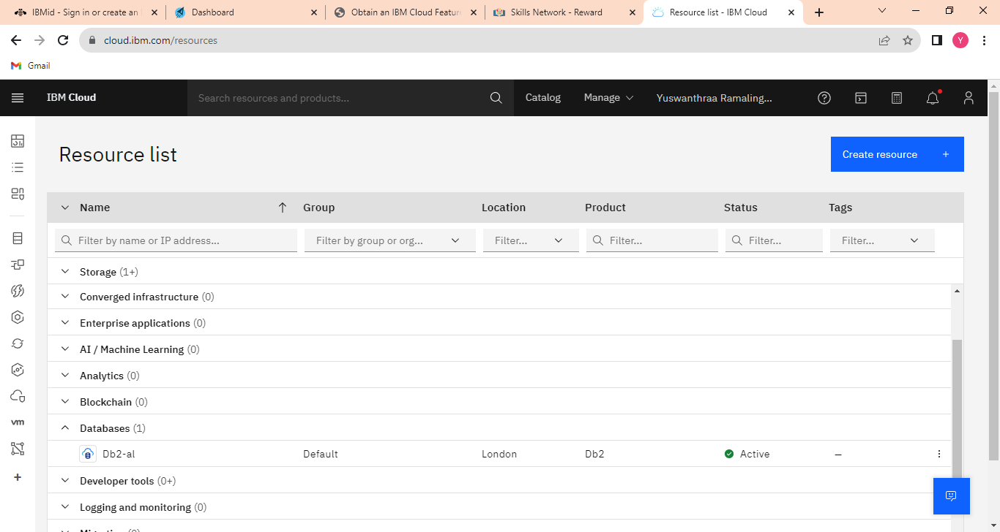 IBMid - Sign in or create an
Dashboard
Obtain an IBM Cloud Featur
Skills Network - Reward
Resource list - IBM Cloud
cloud.ibm.com/resources
Y
Gmail
IBM Cloud
Search resources and products...
Catalog
Manage
Yuswanthraa Ramaling...
Resource list
Create resource +
Name
Group
Location
Product
Status
Tags
Filter by name or IP address...
Filter by group or org...
Filter...
Filter...
Filter...
Filter...
Storage (1+)
Converged infrastructure (0)
Enterprise applications (0)
AI / Machine Learning (0)
Analytics (0)
Blockchain (0)
vm
Databases (1)
Db2-al
Default
London
Db2
Active
–
Developer tools (0+)
Logging and monitoring (0)